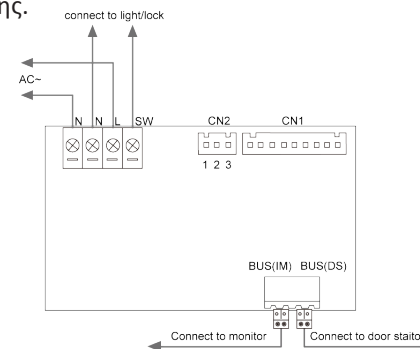 ης.
connect to light/lock
AC~
N N L SW
CN2 CN1
1 2 3
BUS(IM) BUS(DS)
Connect to monitor
Connect to door staito